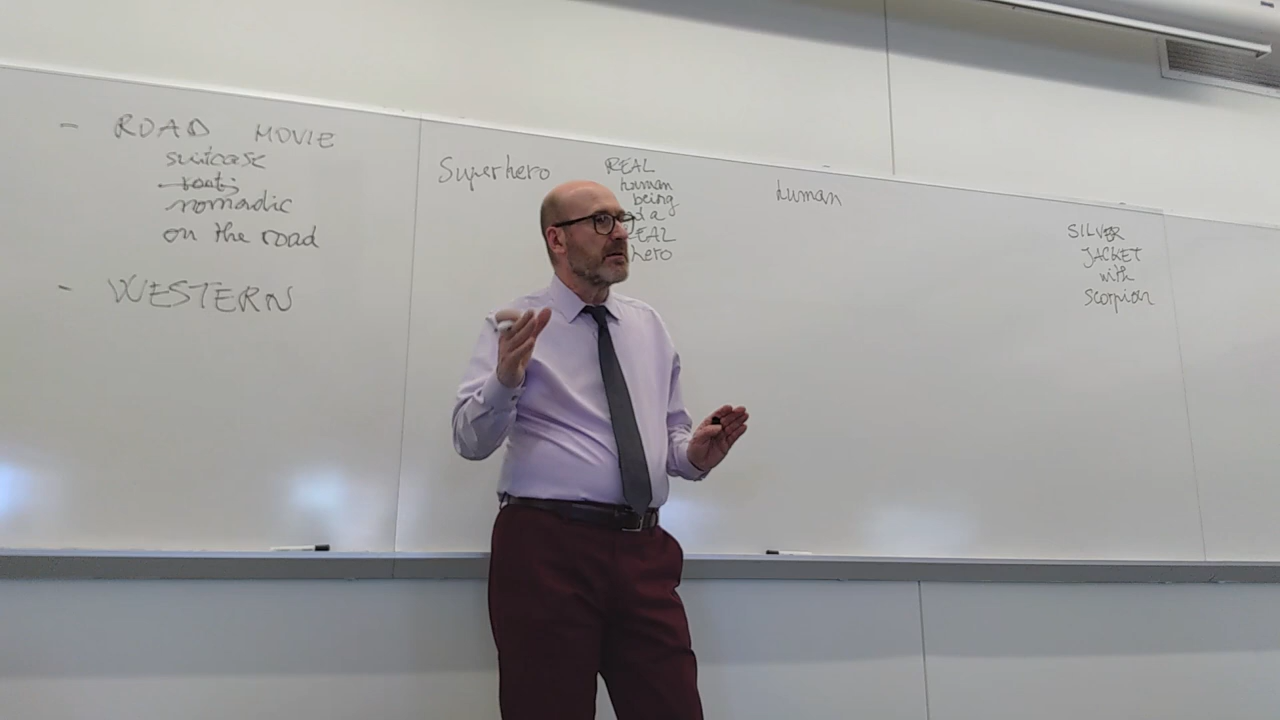 - ROAD MOVIE
suitcase
roots
nomadic
on the road
- WESTERN
Superhero
REAL
human
being
hero
human
SILVER
JACKET
with
scorpion